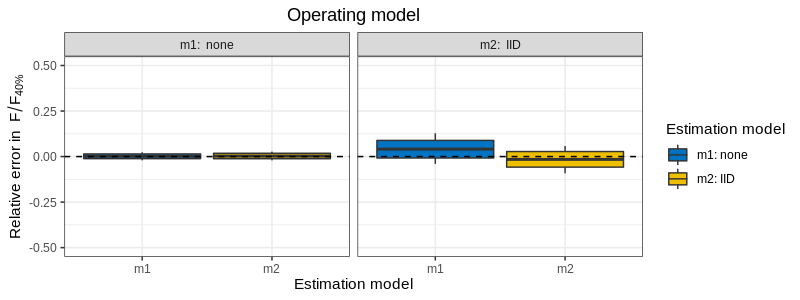 Operating model
m1: none
m2: IID
Relative error in F/F40%
0.50
0.25
0.00
-0.25
-0.50
m1
m2
m1
m2
Estimation model
Estimation model
m1: none
m2: IID